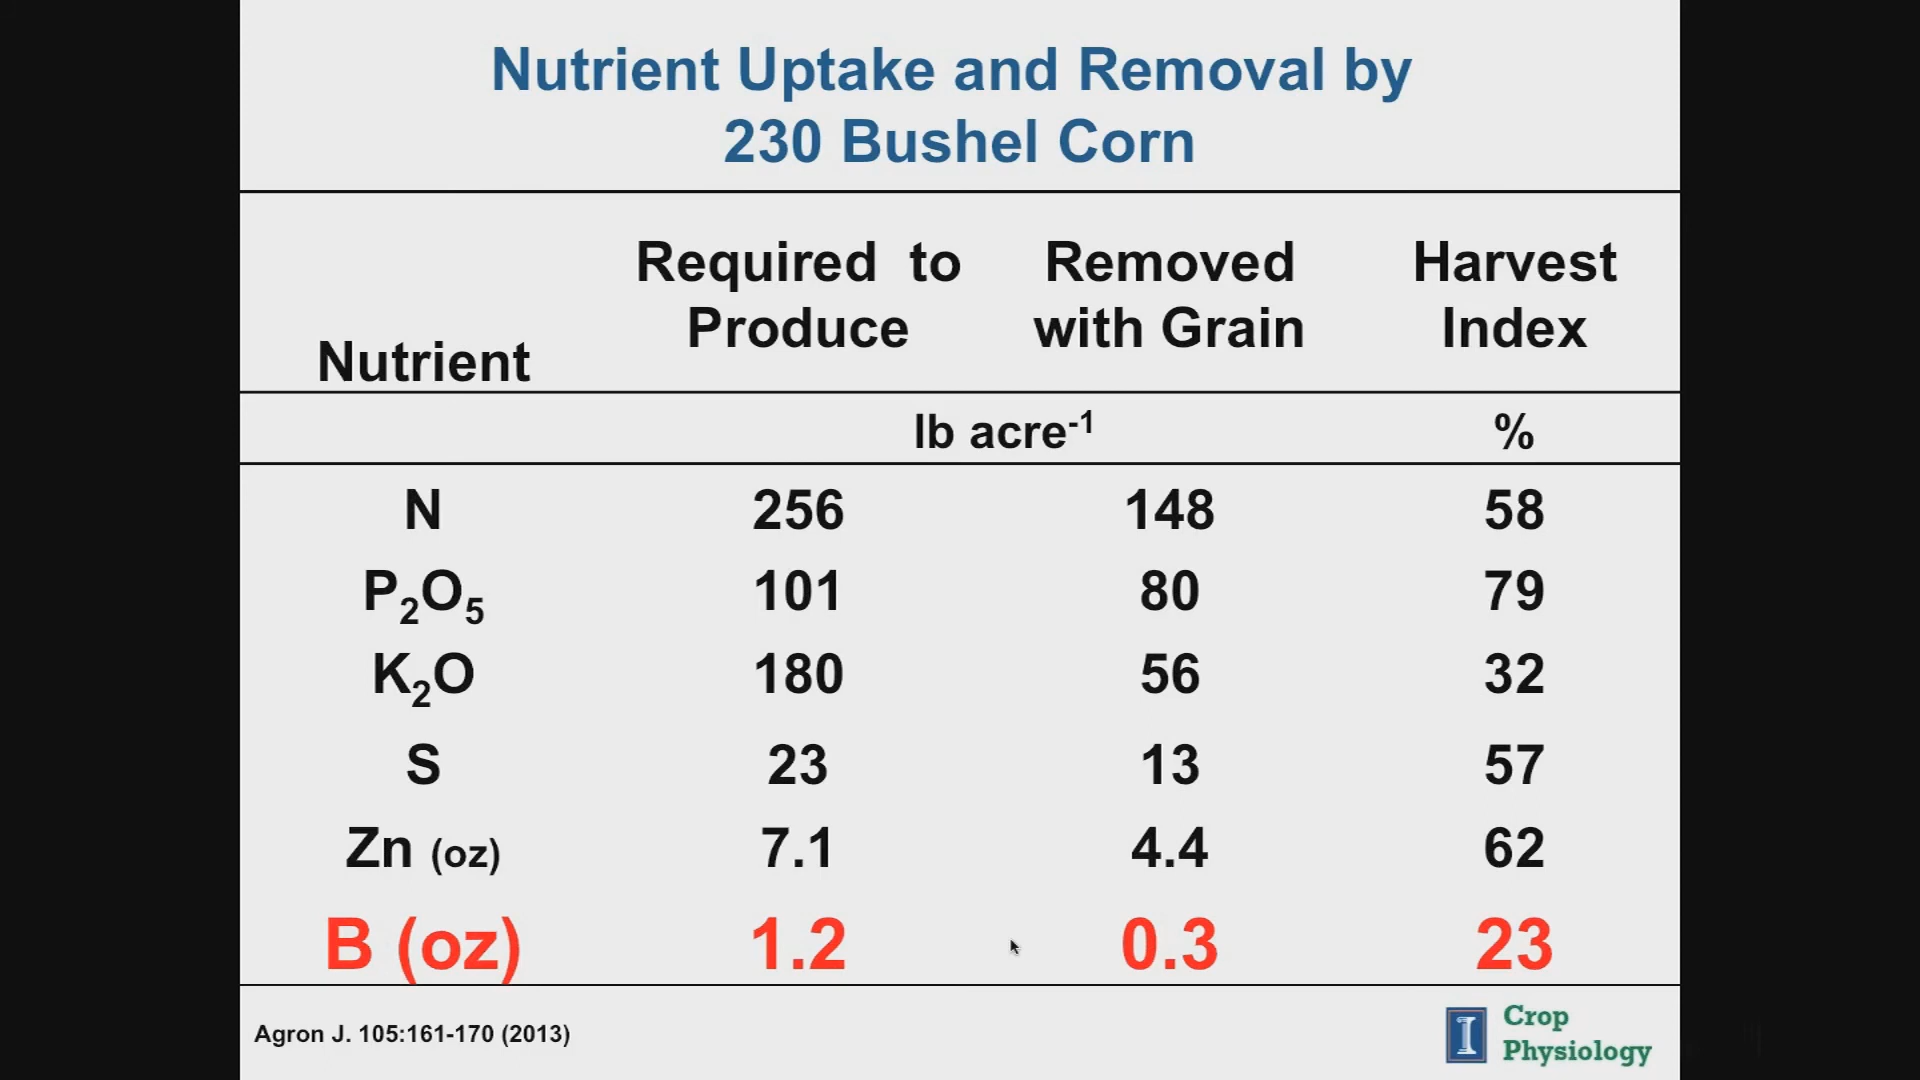 Nutrient Uptake and Removal by
230 Bushel Corn
Nutrient
Required to
Produce
Removed
with Grain
Harvest
Index
lb acre⁻¹ %
N 256 148 58
P₂O₅ 101 80 79
K₂O 180 56 32
S 23 13 57
Zn (oz) 7.1 4.4 62
B (oz) 1.2 0.3 23
Agron J. 105:161-170 (2013)
I
Crop
Physiology